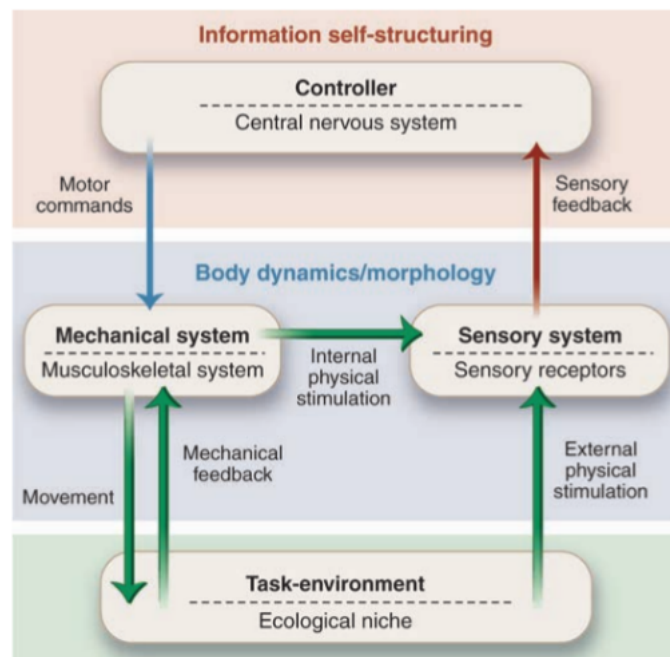 Information self-structuring
Controller
Central nervous system
Motor
commands
Sensory
feedback
Body dynamics/morphology
Mechanical system
Musculoskeletal system
Internal
physical
stimulation
Sensory system
Sensory receptors
Mechanical
feedback
Movement
External
physical
stimulation
Task-environment
Ecological niche